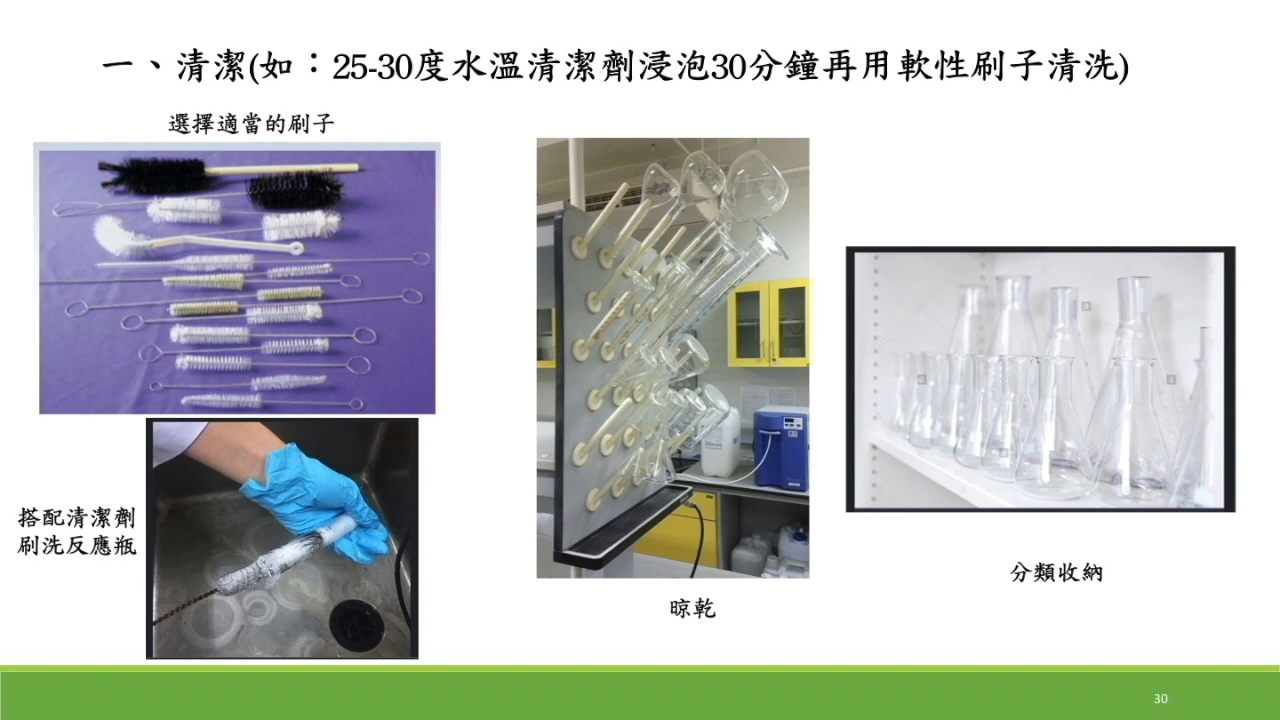 一、清潔(如：25-30度水溫清潔劑浸泡30分鐘再用軟性刷子清洗)
選擇適當的刷子
搭配清潔劑
刷洗反應瓶
晾乾
分類收納
30